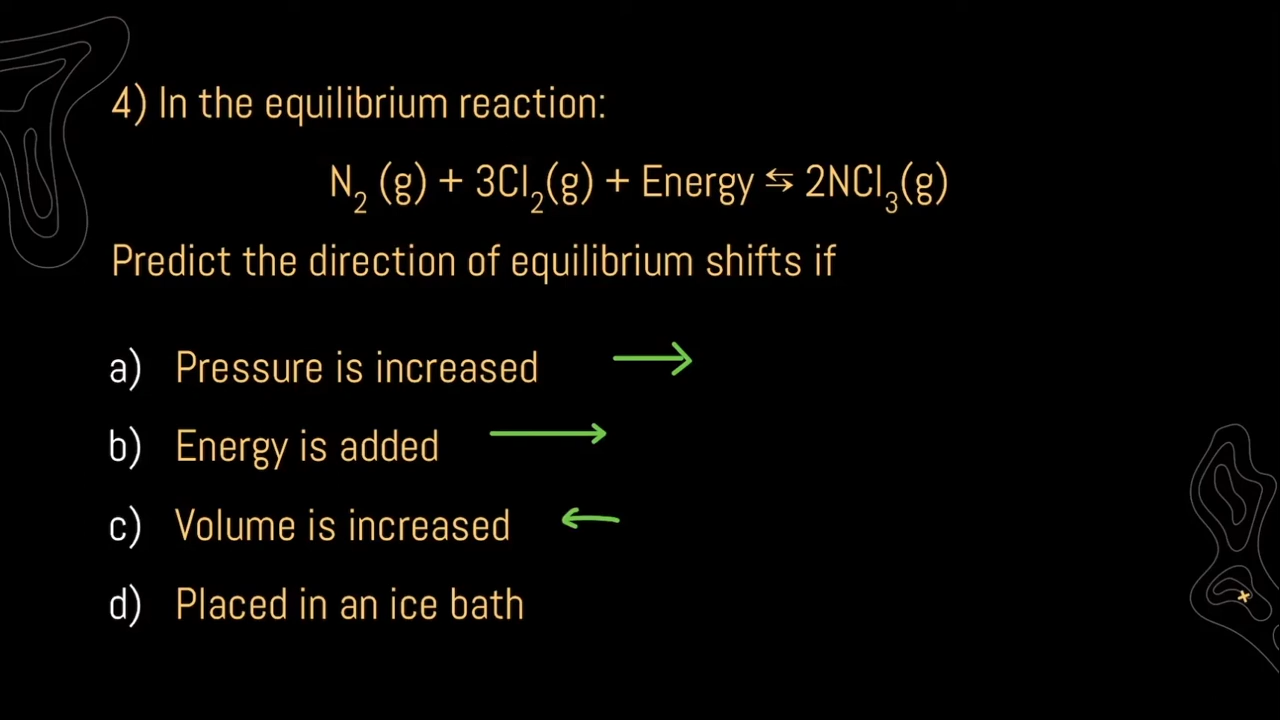 4) In the equilibrium reaction:
N₂ (g) + 3Cl₂(g) + Energy ⇆ 2NCl₃(g)
Predict the direction of equilibrium shifts if
a) Pressure is increased →
b) Energy is added →
c) Volume is increased ←
d) Placed in an ice bath